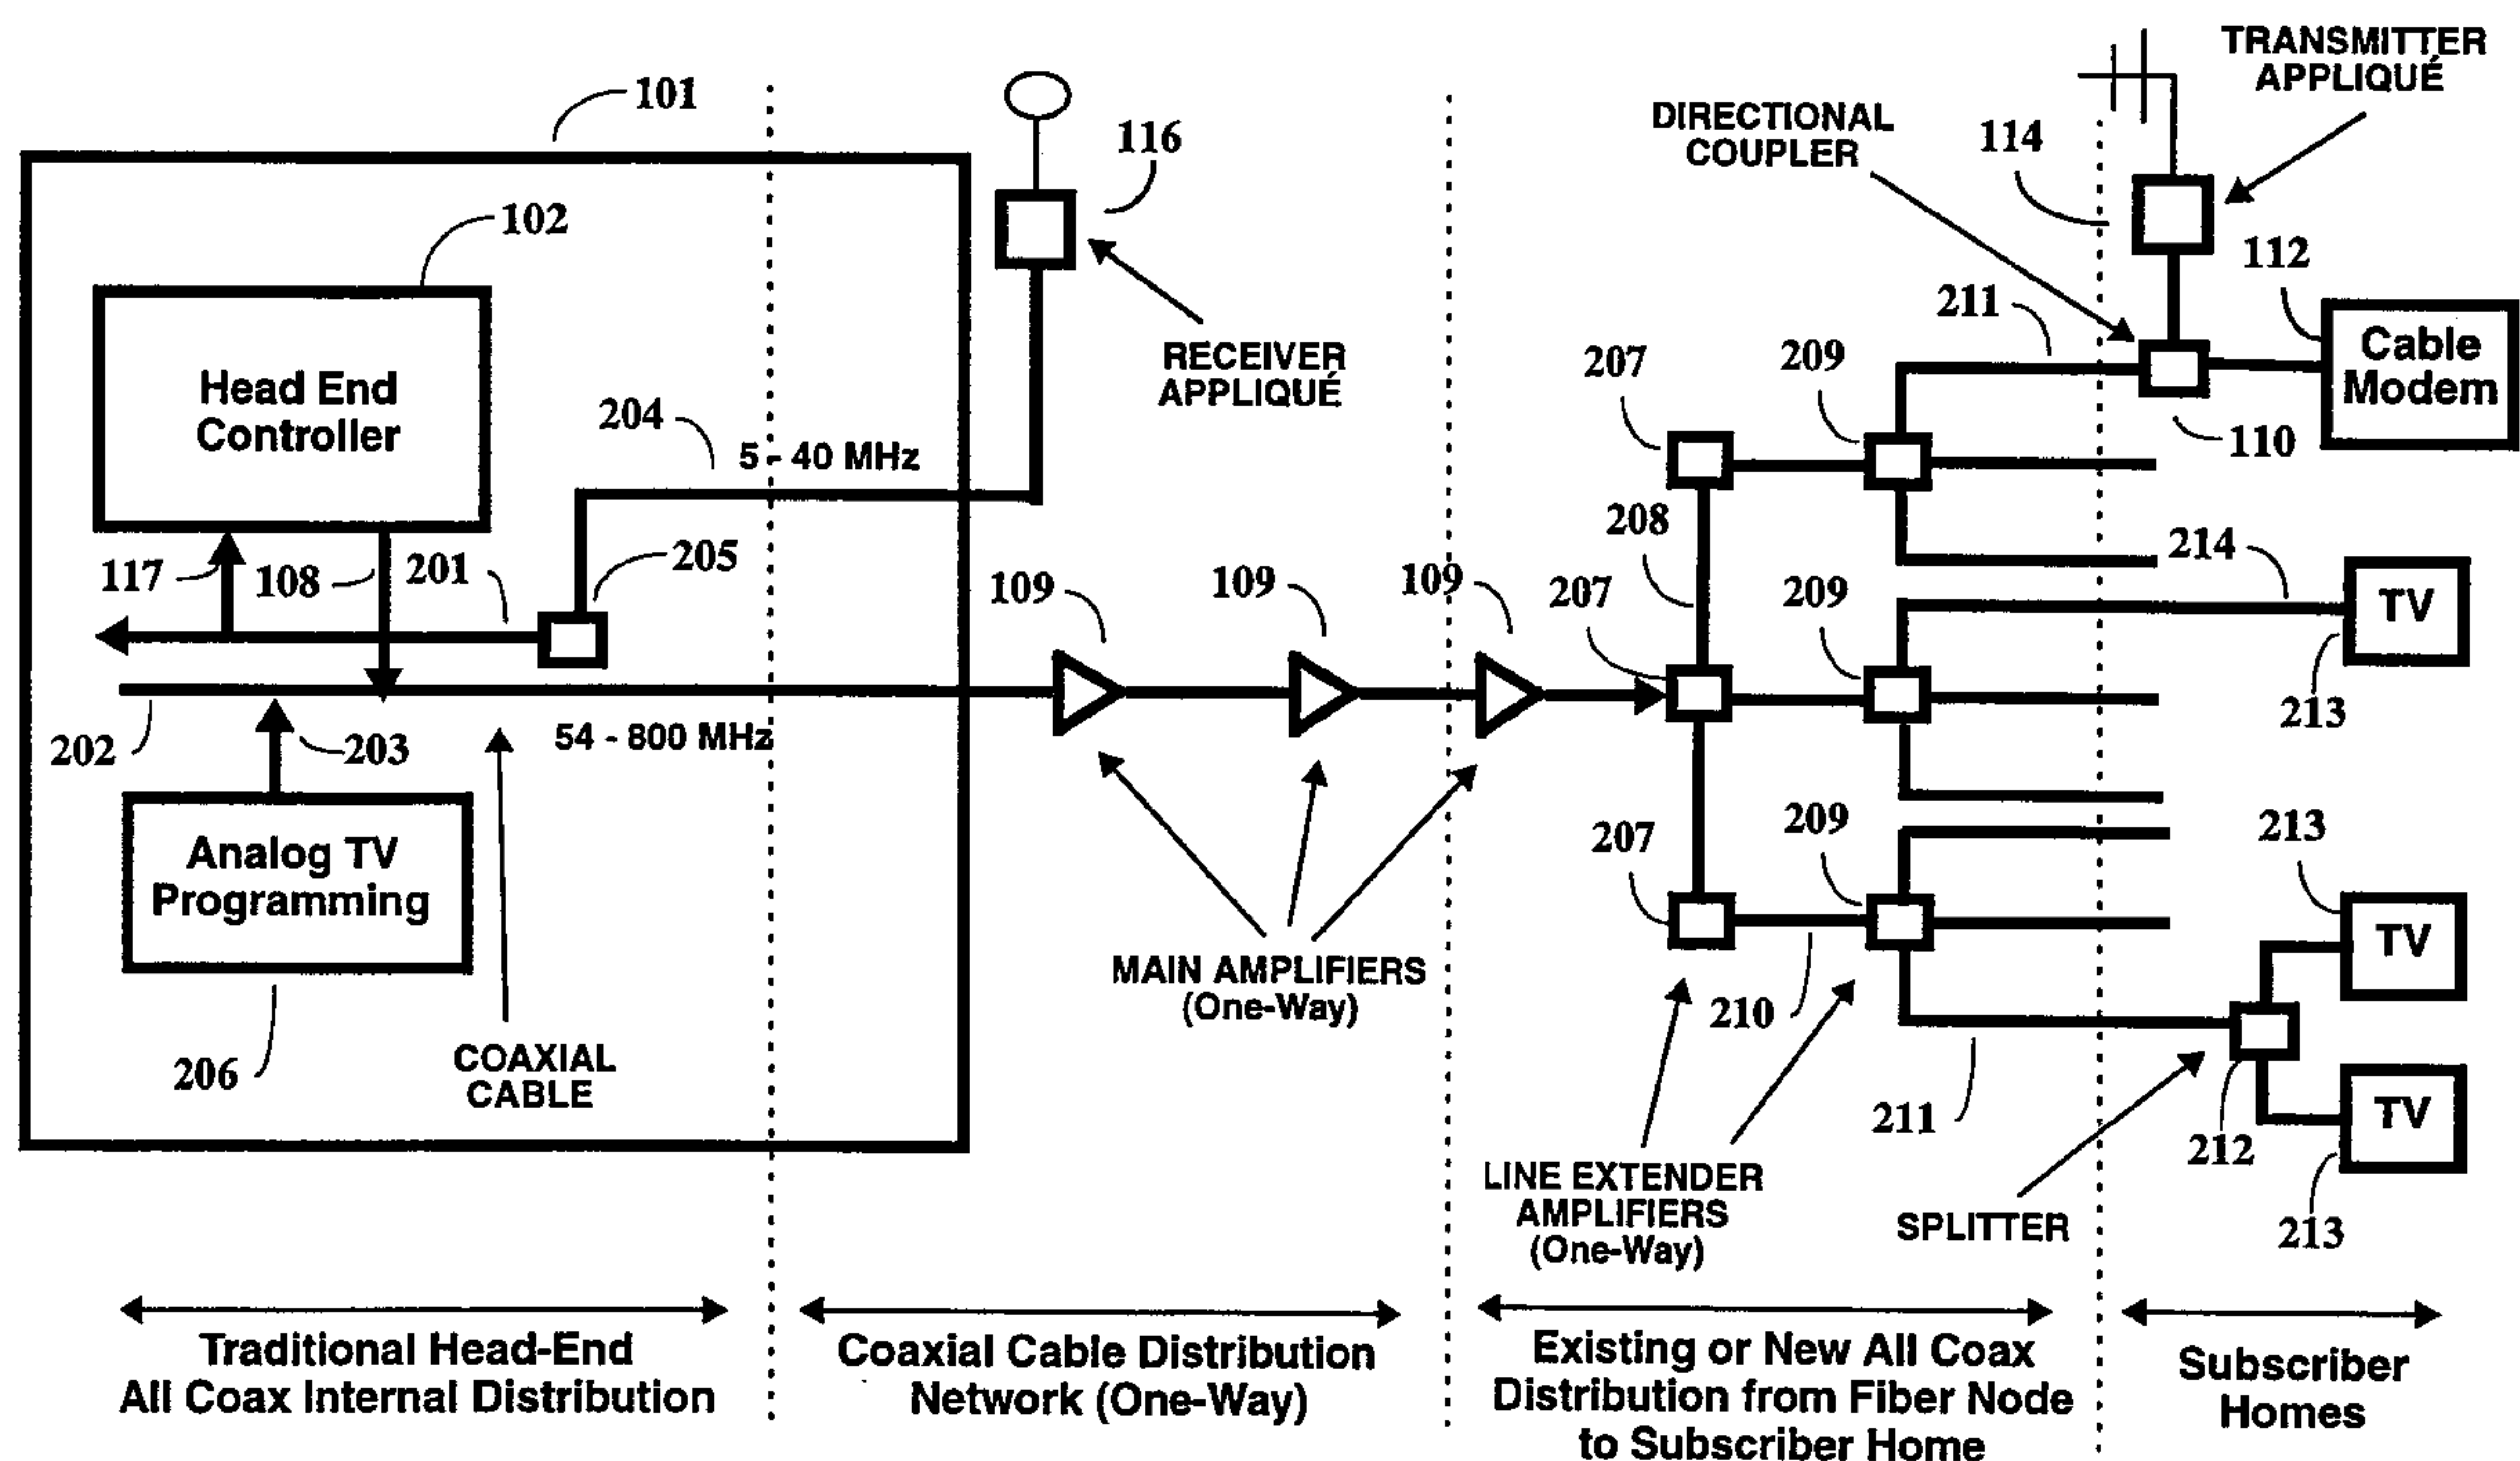 TRANSMITTER
APPLIQUÉ
101
DIRECTIONAL
COUPLER
116
114
102
112
211
Cable
Modem
RECEIVER
APPLIQUÉ
207
209
Head End
Controller
204
5 - 40 MHz
110
208
214
117
108
201
205
109
109
109
207
209
TV
213
202
203
54 - 800 MHz
Analog TV
Programming
207
209
213
TV
MAIN AMPLIFIERS
(One-Way)
210
206
COAXIAL
CABLE
211
212
TV
LINE EXTENDER
AMPLIFIERS
(One-Way)
SPLITTER
213
Traditional Head-End
All Coax Internal Distribution
Coaxial Cable Distribution
Network (One-Way)
Existing or New All Coax
Distribution from Fiber Node
to Subscriber Home
Subscriber
Homes